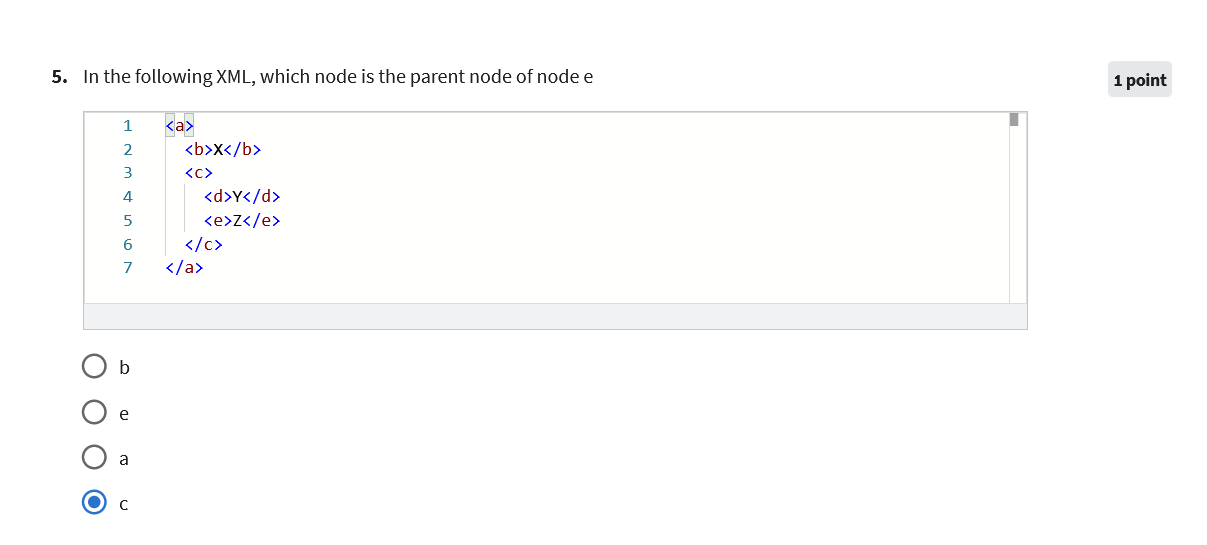 5. In the following XML, which node is the parent node of node e
1 point
1 <a>
2 <b>X</b>
3 <c>
4 <d>Y</d>
5 <e>Z</e>
6 </c>
7 </a>
b
e
a
c